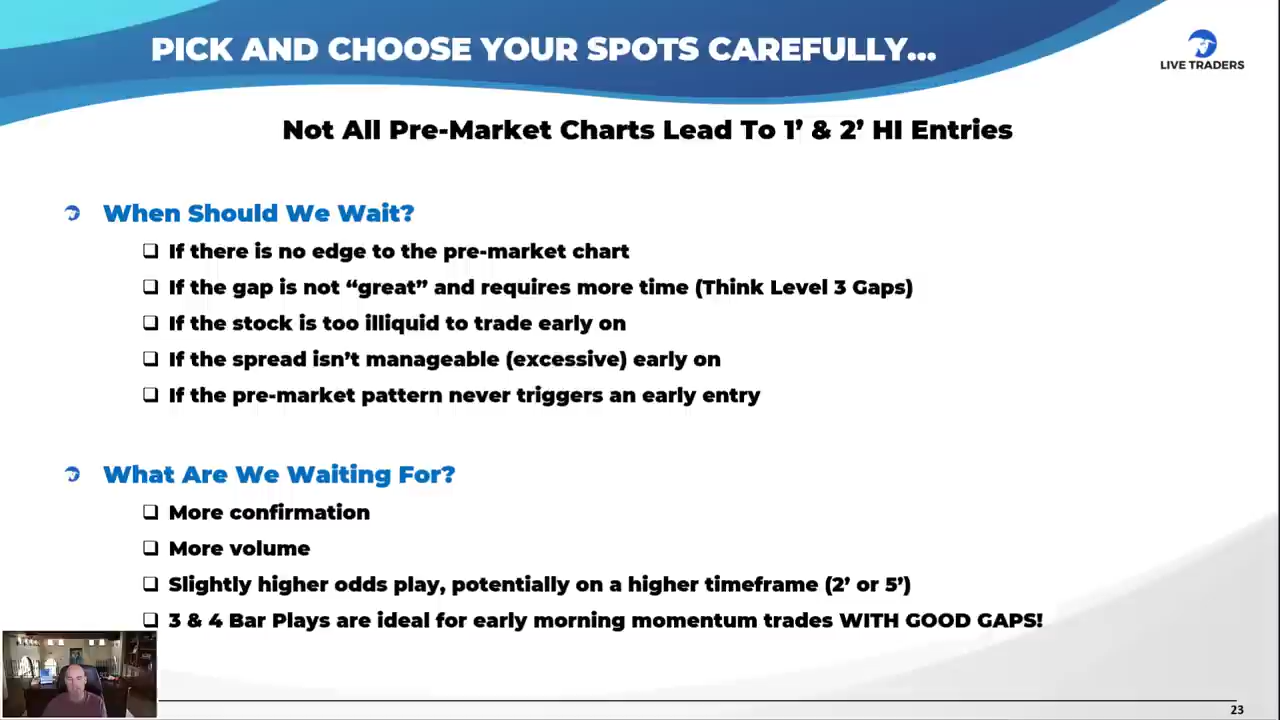 PICK AND CHOOSE YOUR SPOTS CAREFULLY...
LIVE TRADERS
Not All Pre-Market Charts Lead To 1’ & 2’ HI Entries
When Should We Wait?
If there is no edge to the pre-market chart
If the gap is not “great” and requires more time (Think Level 3 Gaps)
If the stock is too illiquid to trade early on
If the spread isn’t manageable (excessive) early on
If the pre-market pattern never triggers an early entry
What Are We Waiting For?
More confirmation
More volume
Slightly higher odds play, potentially on a higher timeframe (2’ or 5’)
3 & 4 Bar Plays are ideal for early morning momentum trades WITH GOOD GAPS!
23